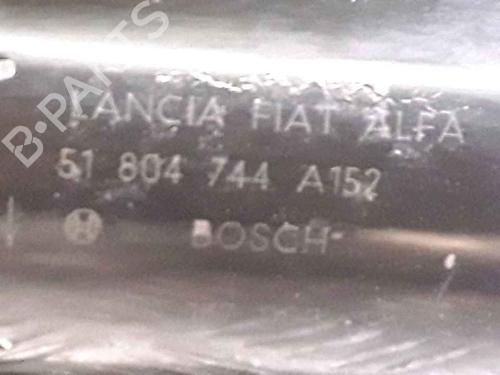 B-PARTS
LANCIA FIAT ALFA
51 804 744 A152
BOSCH